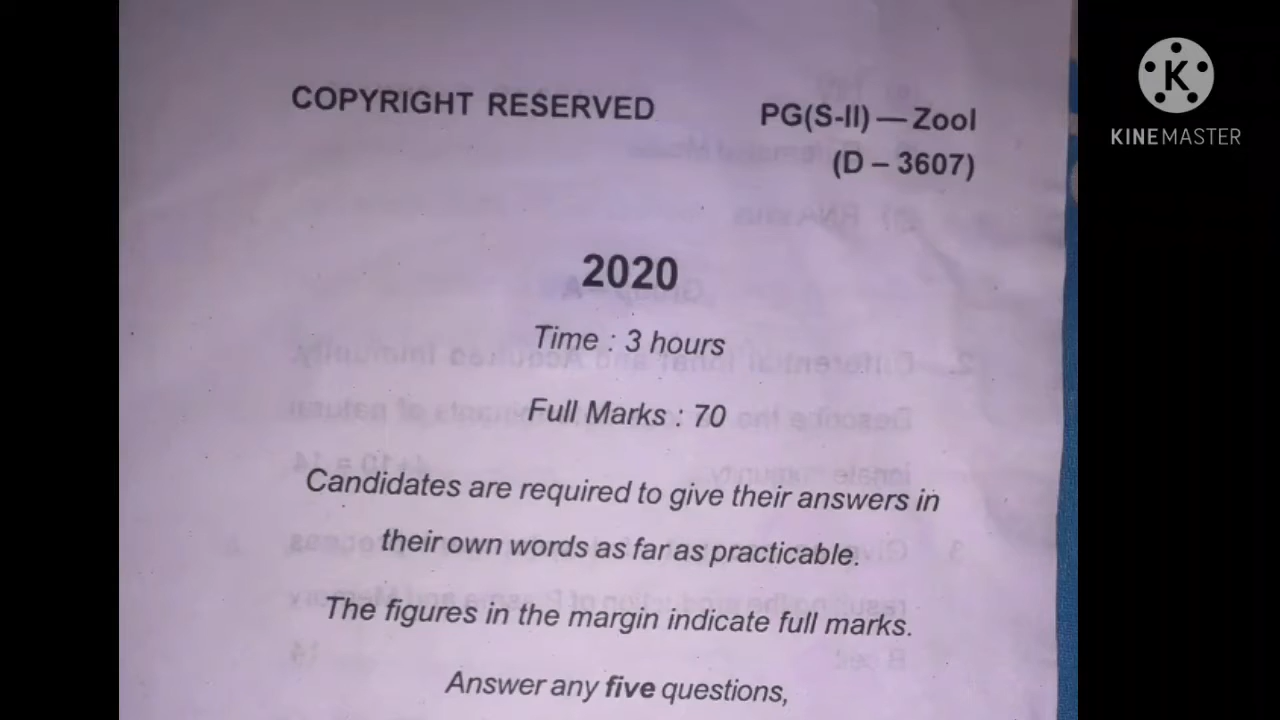 COPYRIGHT RESERVED PG(S-II) — Zool
(D – 3607)
2020
Time : 3 hours
Full Marks : 70
Candidates are required to give their answers in
their own words as far as practicable.
The figures in the margin indicate full marks.
Answer any five questions,
KINEMASTER